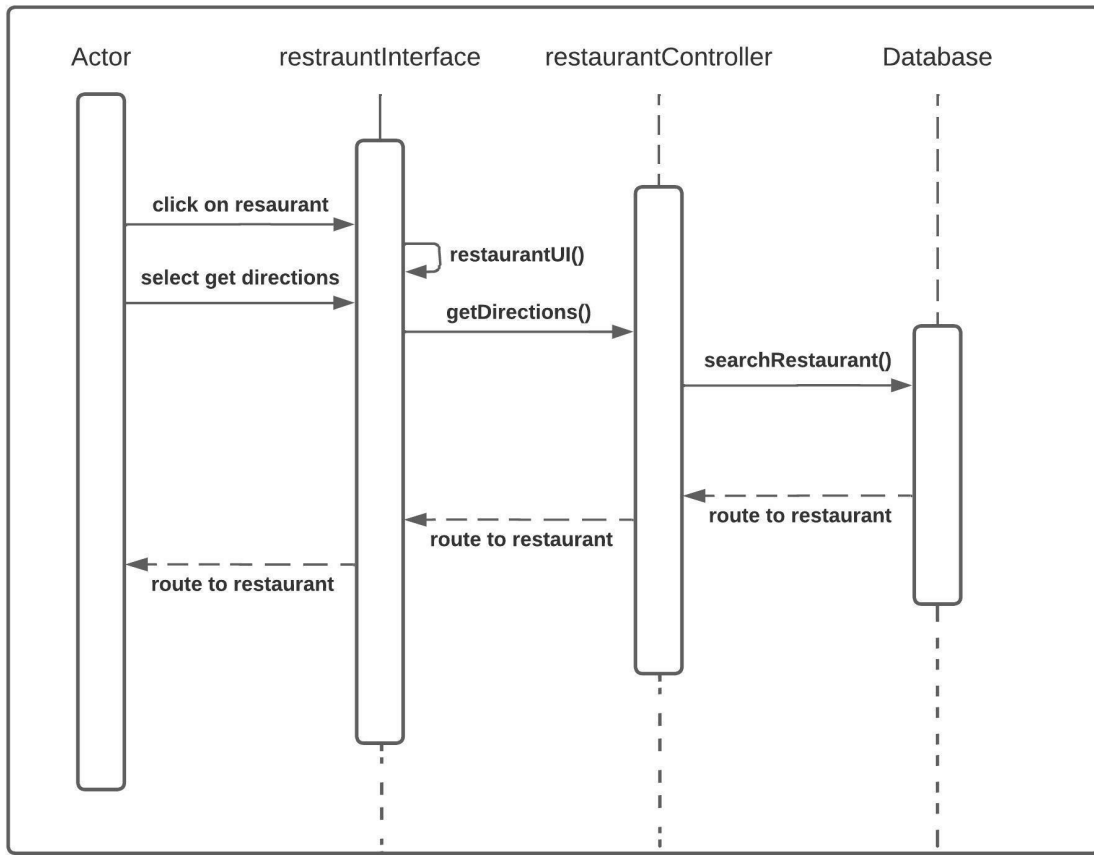 Actor
restrauntInterface
restaurantController
Database
click on resaurant
restaurantUI()
select get directions
getDirections()
searchRestaurant()
route to restaurant
route to restaurant
route to restaurant